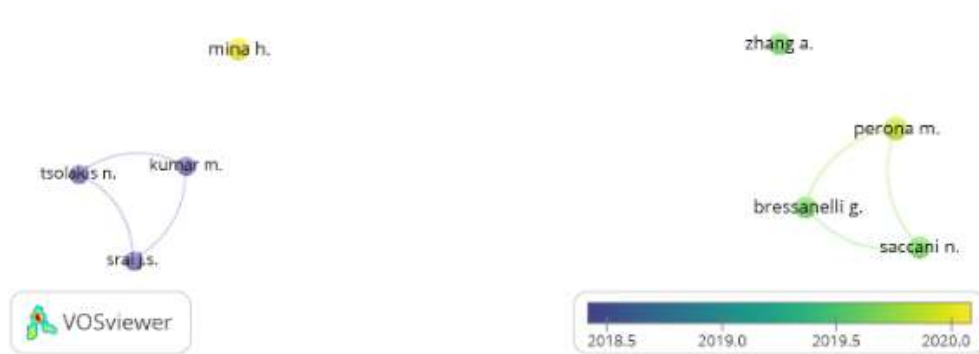 mina h.
zhang a.
perona m.
kumar m.
tsolakis n.
bressanelli g.
saccani n.
srai j.s.
VOSviewer
2018.5 2019.0 2019.5 2020.0